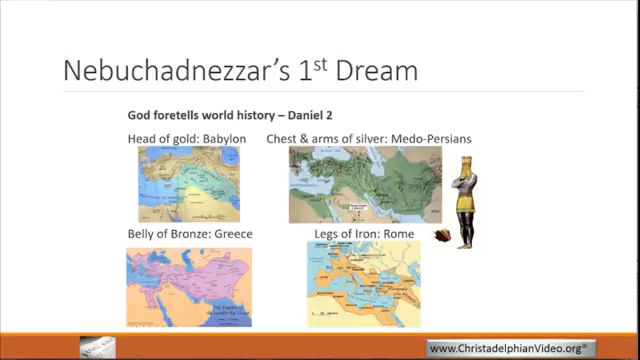 Nebuchadnezzar's 1st Dream
God foretells world history – Daniel 2
Head of gold: Babylon
Chest & arms of silver: Medo-Persians
Belly of Bronze: Greece
Legs of Iron: Rome
www.ChristadelphianVideo.org®